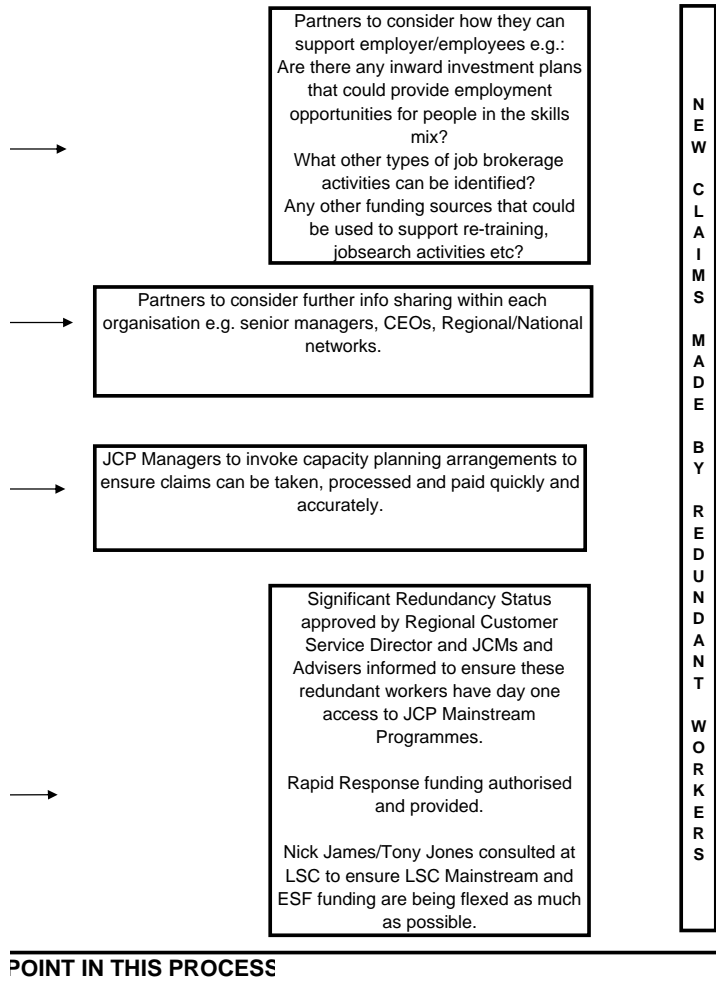 Partners to consider how they can
support employer/employees e.g.:
Are there any inward investment plans
that could provide employment
opportunities for people in the skills
mix?
What other types of job brokerage
activities can be identified?
Any other funding sources that could
be used to support re-training,
jobsearch activities etc?
Partners to consider further info sharing within each
organisation e.g. senior managers, CEOs, Regional/National
networks.
JCP Managers to invoke capacity planning arrangements to
ensure claims can be taken, processed and paid quickly and
accurately.
Significant Redundancy Status
approved by Regional Customer
Service Director and JCMs and
Advisers informed to ensure these
redundant workers have day one
access to JCP Mainstream
Programmes.
Rapid Response funding authorised
and provided.
Nick James/Tony Jones consulted at
LSC to ensure LSC Mainstream and
ESF funding are being flexed as much
as possible.
NEW CLAIMS MADE BY REDUNDANT WORKERS
POINT IN THIS PROCESS